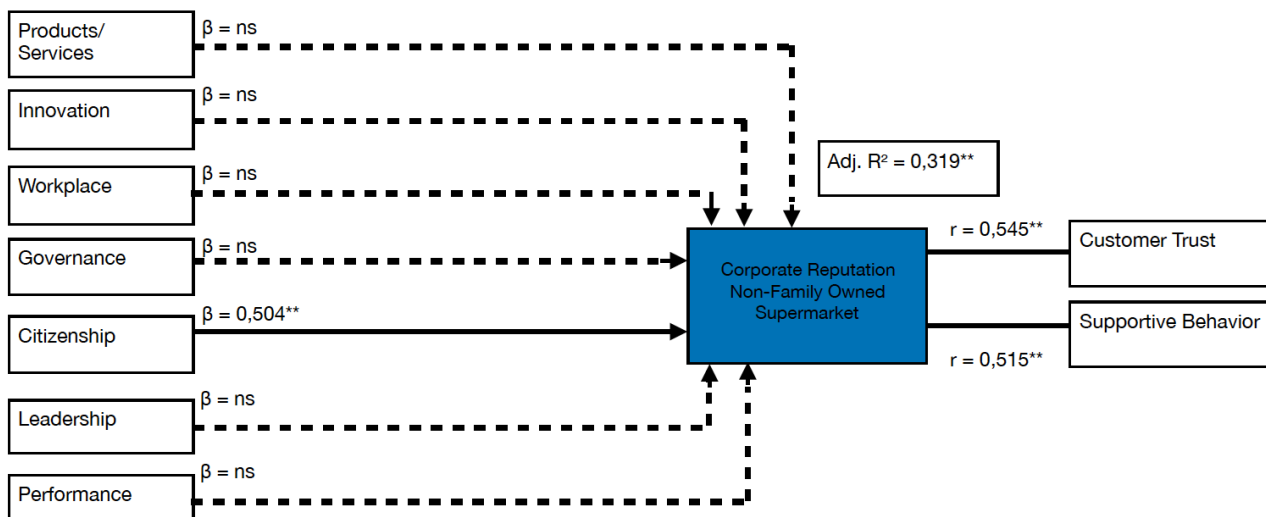 Products/
Services
β = ns
Innovation
β = ns
Workplace
β = ns
Governance
β = ns
Citizenship
β = 0,504**
Leadership
β = ns
Performance
β = ns
Adj. R² = 0,319**
Corporate Reputation
Non-Family Owned
Supermarket
r = 0,545**
Customer Trust
Supportive Behavior
r = 0,515**